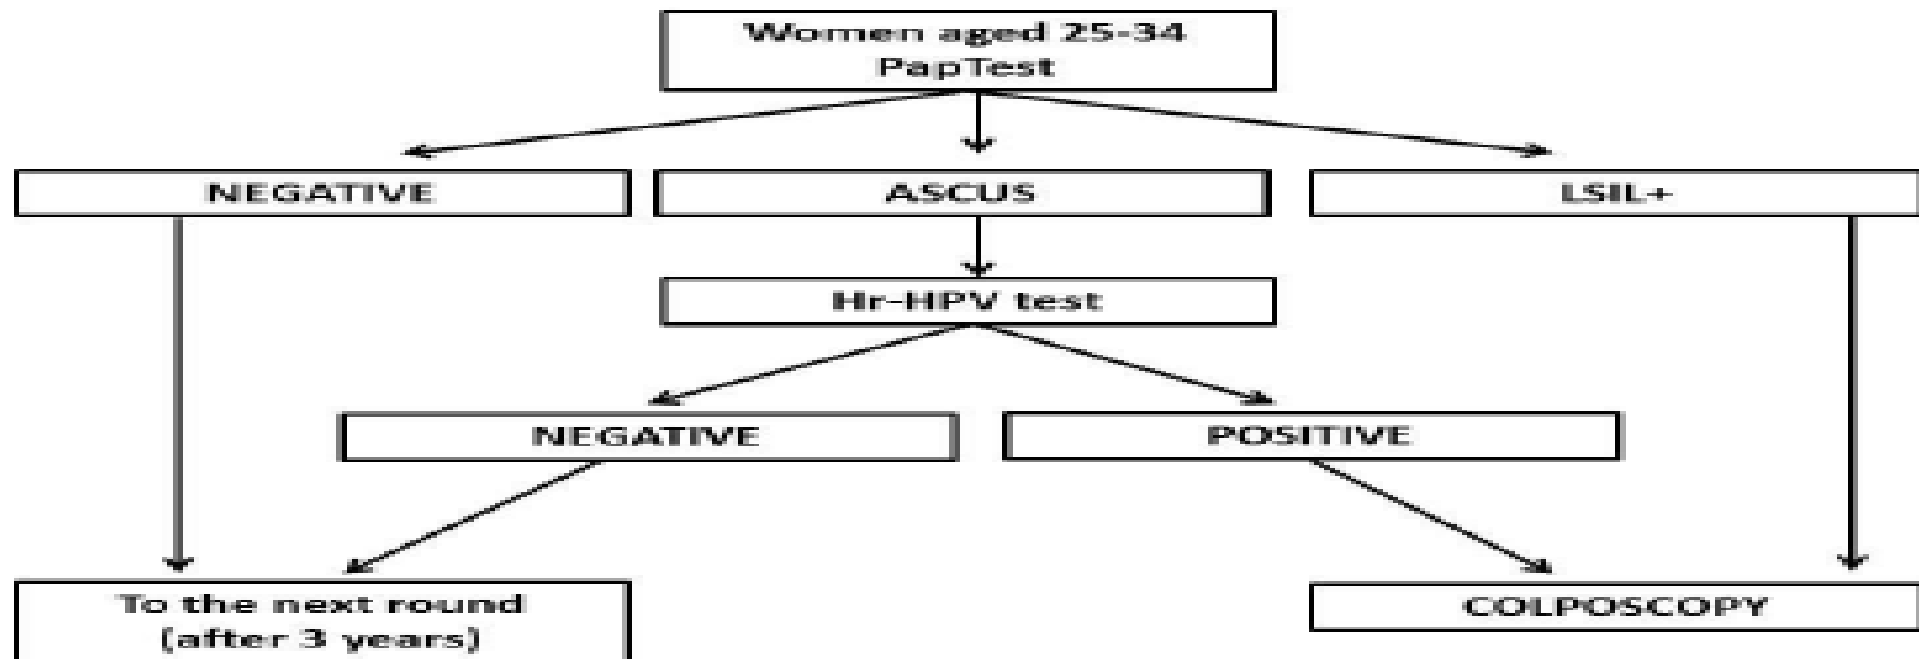 Women aged 25-34
PapTest
NEGATIVE
ASCUS
LSIL+
Hr-HPV test
NEGATIVE
POSITIVE
To the next round
(after 3 years)
COLPOSCOPY